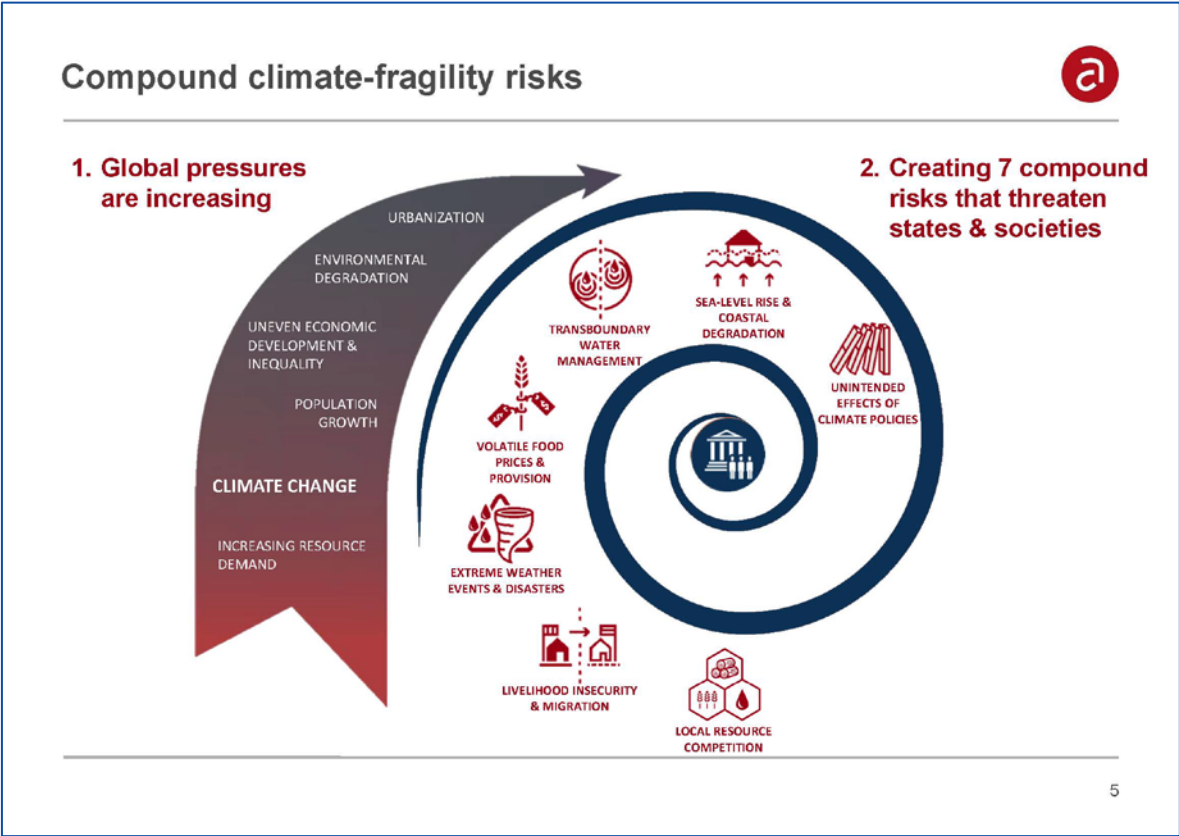 Compound climate-fragility risks
a
1. Global pressures
are increasing
2. Creating 7 compound
risks that threaten
states & societies
URBANIZATION
ENVIRONMENTAL
DEGRADATION
UNEVEN ECONOMIC
DEVELOPMENT &
INEQUALITY
POPULATION
GROWTH
CLIMATE CHANGE
INCREASING RESOURCE
DEMAND
TRANSBOUNDARY
WATER
MANAGEMENT
SEA-LEVEL RISE &
COASTAL
DEGRADATION
UNINTENDED
EFFECTS OF
CLIMATE POLICIES
$ $
VOLATILE FOOD
PRICES &
PROVISION
EXTREME WEATHER
EVENTS & DISASTERS
LIVELIHOOD INSECURITY
& MIGRATION
LOCAL RESOURCE
COMPETITION
5